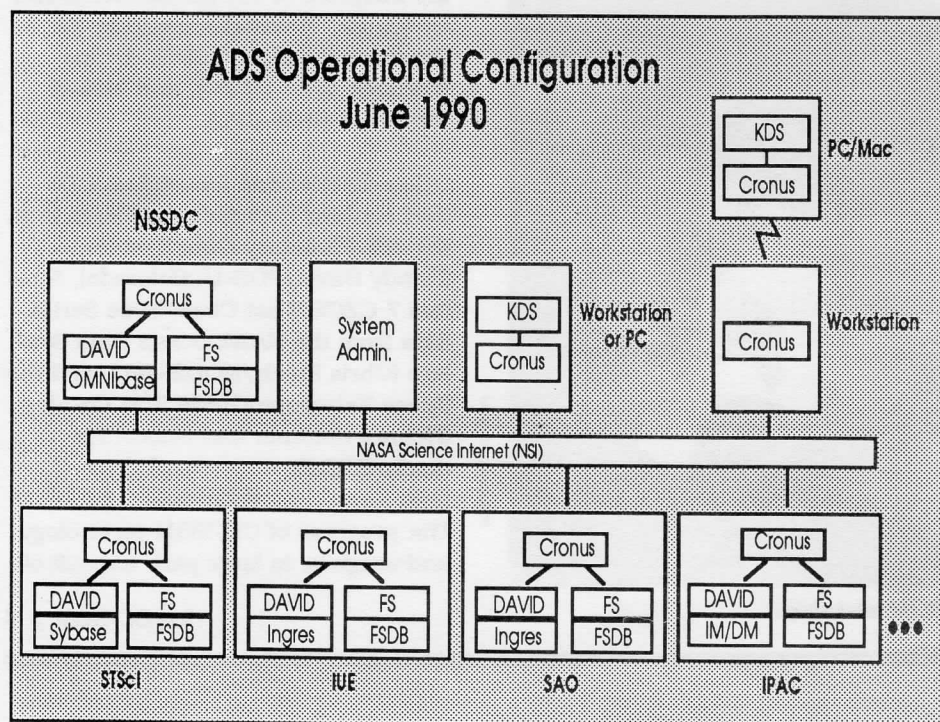 ADS Operational Configuration
June 1990
KDS
Cronus
PC/Mac
NSSDC
Cronus
DAVID
OMNIbase
FS
FSDB
System
Admin.
KDS
Cronus
Workstation
or PC
Cronus
Workstation
NASA Science Internet (NSI)
Cronus
DAVID
Sybase
FS
FSDB
STScI
Cronus
DAVID
Ingres
FS
FSDB
IUE
Cronus
DAVID
Ingres
FS
FSDB
SAO
Cronus
DAVID
IM/DM
FS
FSDB
IPAC
•••